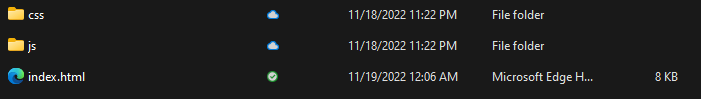 css 11/18/2022 11:22 PM File folder
js 11/18/2022 11:22 PM File folder
index.html 11/19/2022 12:06 AM Microsoft Edge H... 8 KB